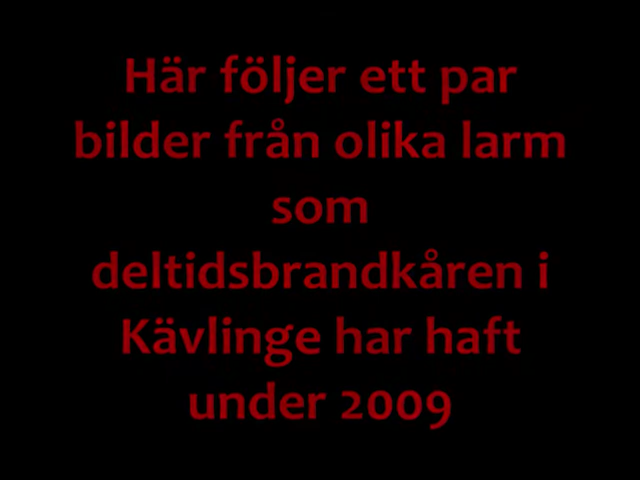 Här följer ett par
bilder från olika larm
som
deltidsbrandkåren i
Kävlinge har haft
under 2009